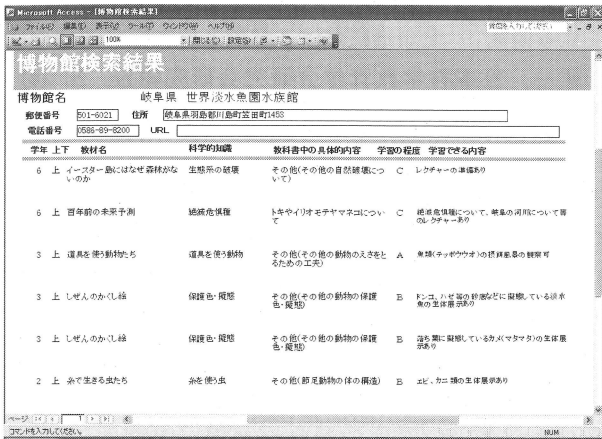 Microsoft Access - [博物館検索結果]
ファイル(F) 編集(E) 表示(V) ツール(T) ウィンドウ(W) ヘルプ(H) 質問を入力してください
100% 閉じる(C) 設定(S)
博物館検索結果
博物館名 岐阜県 世界淡水魚園水族館
郵便番号 501-6021 住所 岐阜県羽島郡川島町笠田町1453
電話番号 0586-89-8200 URL
学年 上下 教材名 科学的知識 教科書中の具体的内容 学習の程度 学習できる内容
6 上 イースター島にはなぜ森林がな 生態系の破壊 その他(その他の自然破壊につ C レクチャーの準備あり
いのか いて)
6 上 百年前の未来予測 絶滅危惧種 トキやイリオモテヤマネコについ C 絶滅危惧種について、岐阜の河川について等
て のレクチャーあり
3 上 道具を使う動物たち 道具を使う動物 その他(その他の動物のえさをと A 魚類(テッポウウオ)の摂餌風景の観察可
るための工夫)
3 上 しぜんのかくし絵 保護色・擬態 その他(その他の動物の保護 B ドンコ、ハゼ等の砂底などに擬態している淡水
色・擬態) 魚の生体展示あり
3 上 しぜんのかくし絵 保護色・擬態 その他(その他の動物の保護 B 落ち葉に擬態しているカメ(マタマタ)の生体展
色・擬態) 示あり
2 上 糸で生きる虫たち 糸を使う虫 その他(節足動物の体の構造) B エビ、カニ類の生体展示あり
ページ: 1
コマンドを入力してください。 NUM